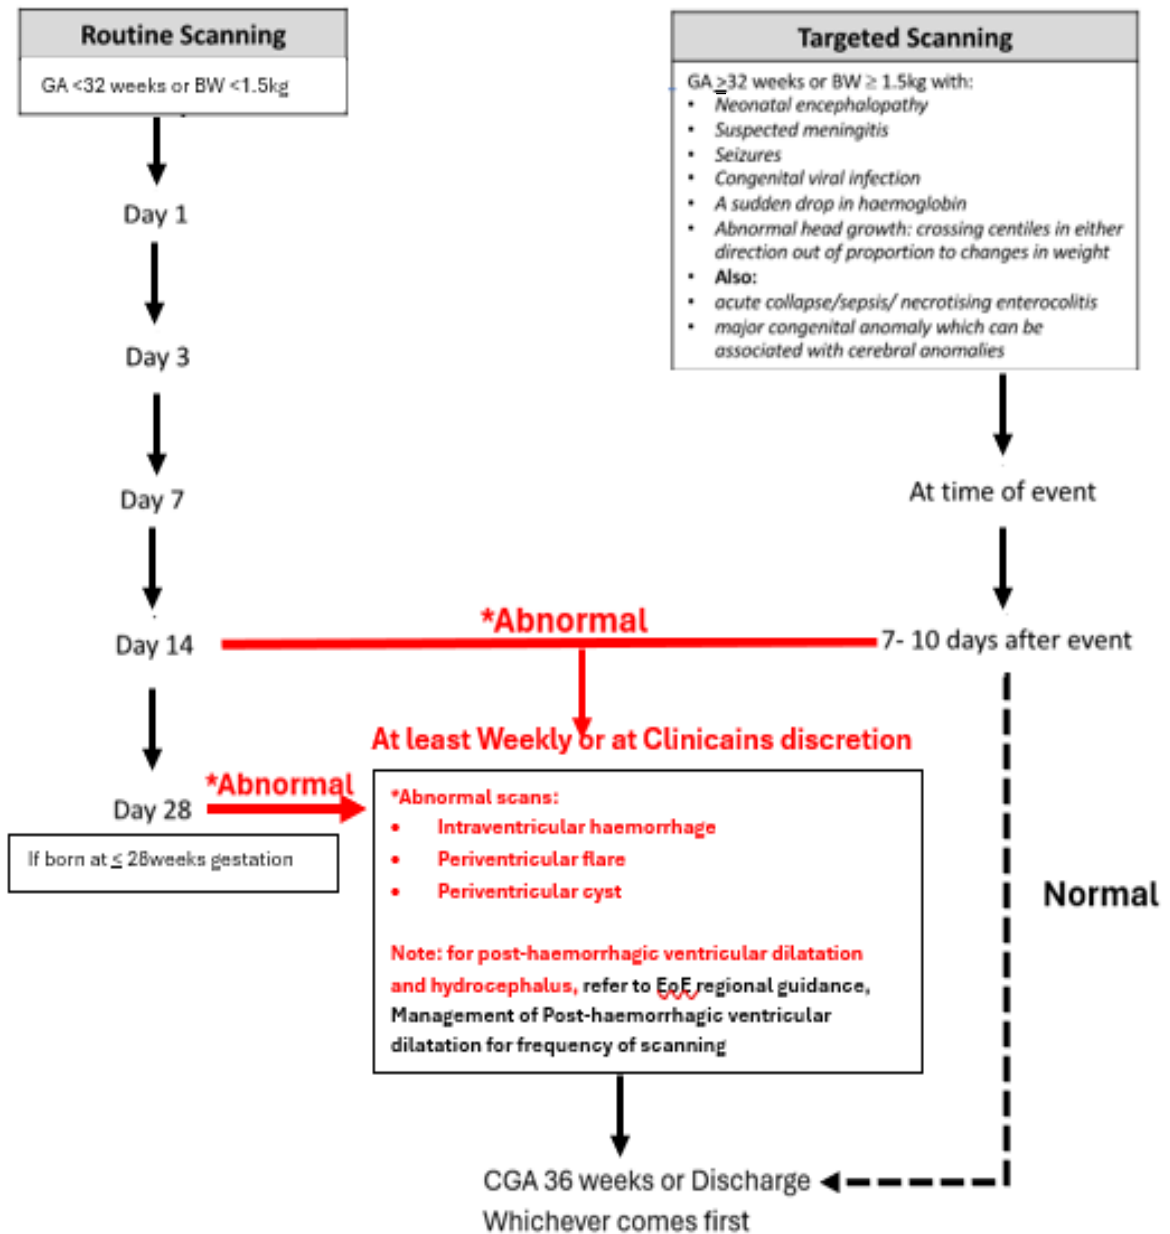 Routine Scanning
GA <32 weeks or BW <1.5kg
Day 1
Day 3
Day 7
Day 14
Day 28
If born at ≤ 28weeks gestation
Targeted Scanning
GA ≥32 weeks or BW ≥ 1.5kg with:
• Neonatal encephalopathy
• Suspected meningitis
• Seizures
• Congenital viral infection
• A sudden drop in haemoglobin
• Abnormal head growth: crossing centiles in either
direction out of proportion to changes in weight
• Also:
• acute collapse/sepsis/ necrotising enterocolitis
• major congenital anomaly which can be
associated with cerebral anomalies
At time of event
7- 10 days after event
*Abnormal
At least Weekly or at Clinicains discretion
*Abnormal
*Abnormal scans:
• Intraventricular haemorrhage
• Periventricular flare
• Periventricular cyst
Note: for post-haemorrhagic ventricular dilatation
and hydrocephalus, refer to EoE regional guidance,
Management of Post-haemorrhagic ventricular
dilatation for frequency of scanning
Normal
CGA 36 weeks or Discharge
Whichever comes first